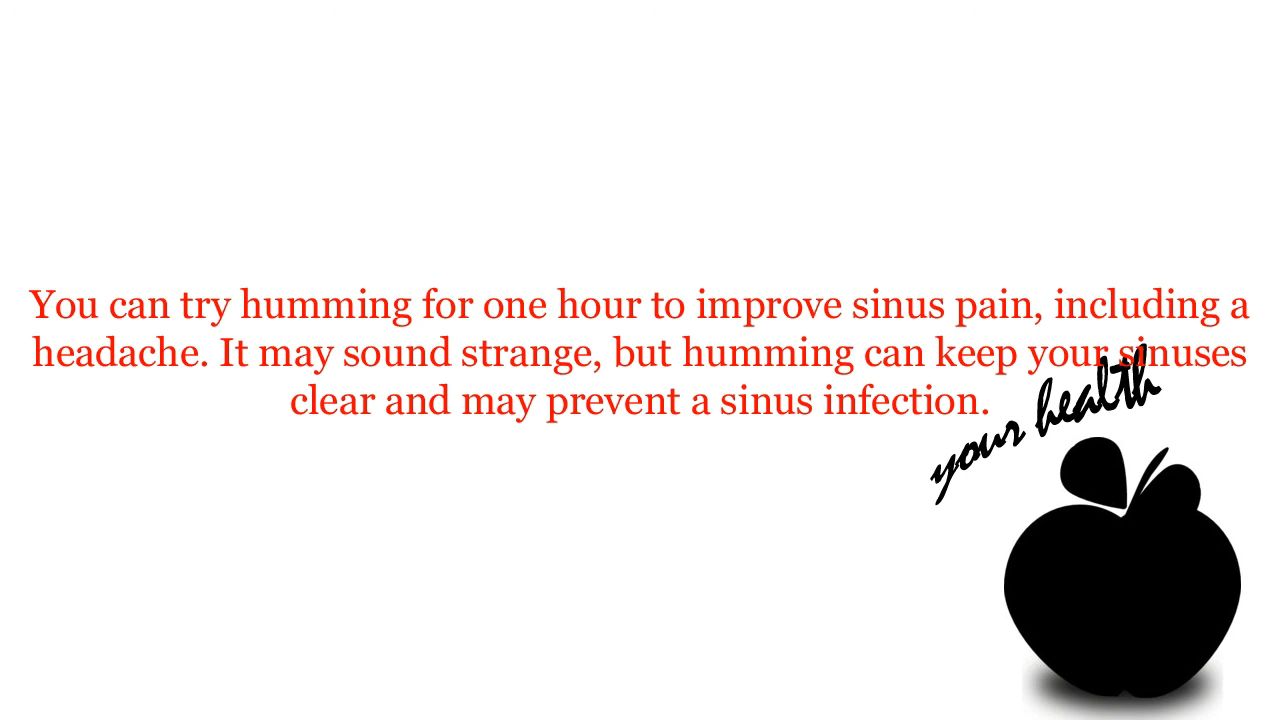 You can try humming for one hour to improve sinus pain, including a
headache. It may sound strange, but humming can keep your sinuses
clear and may prevent a sinus infection.
your health